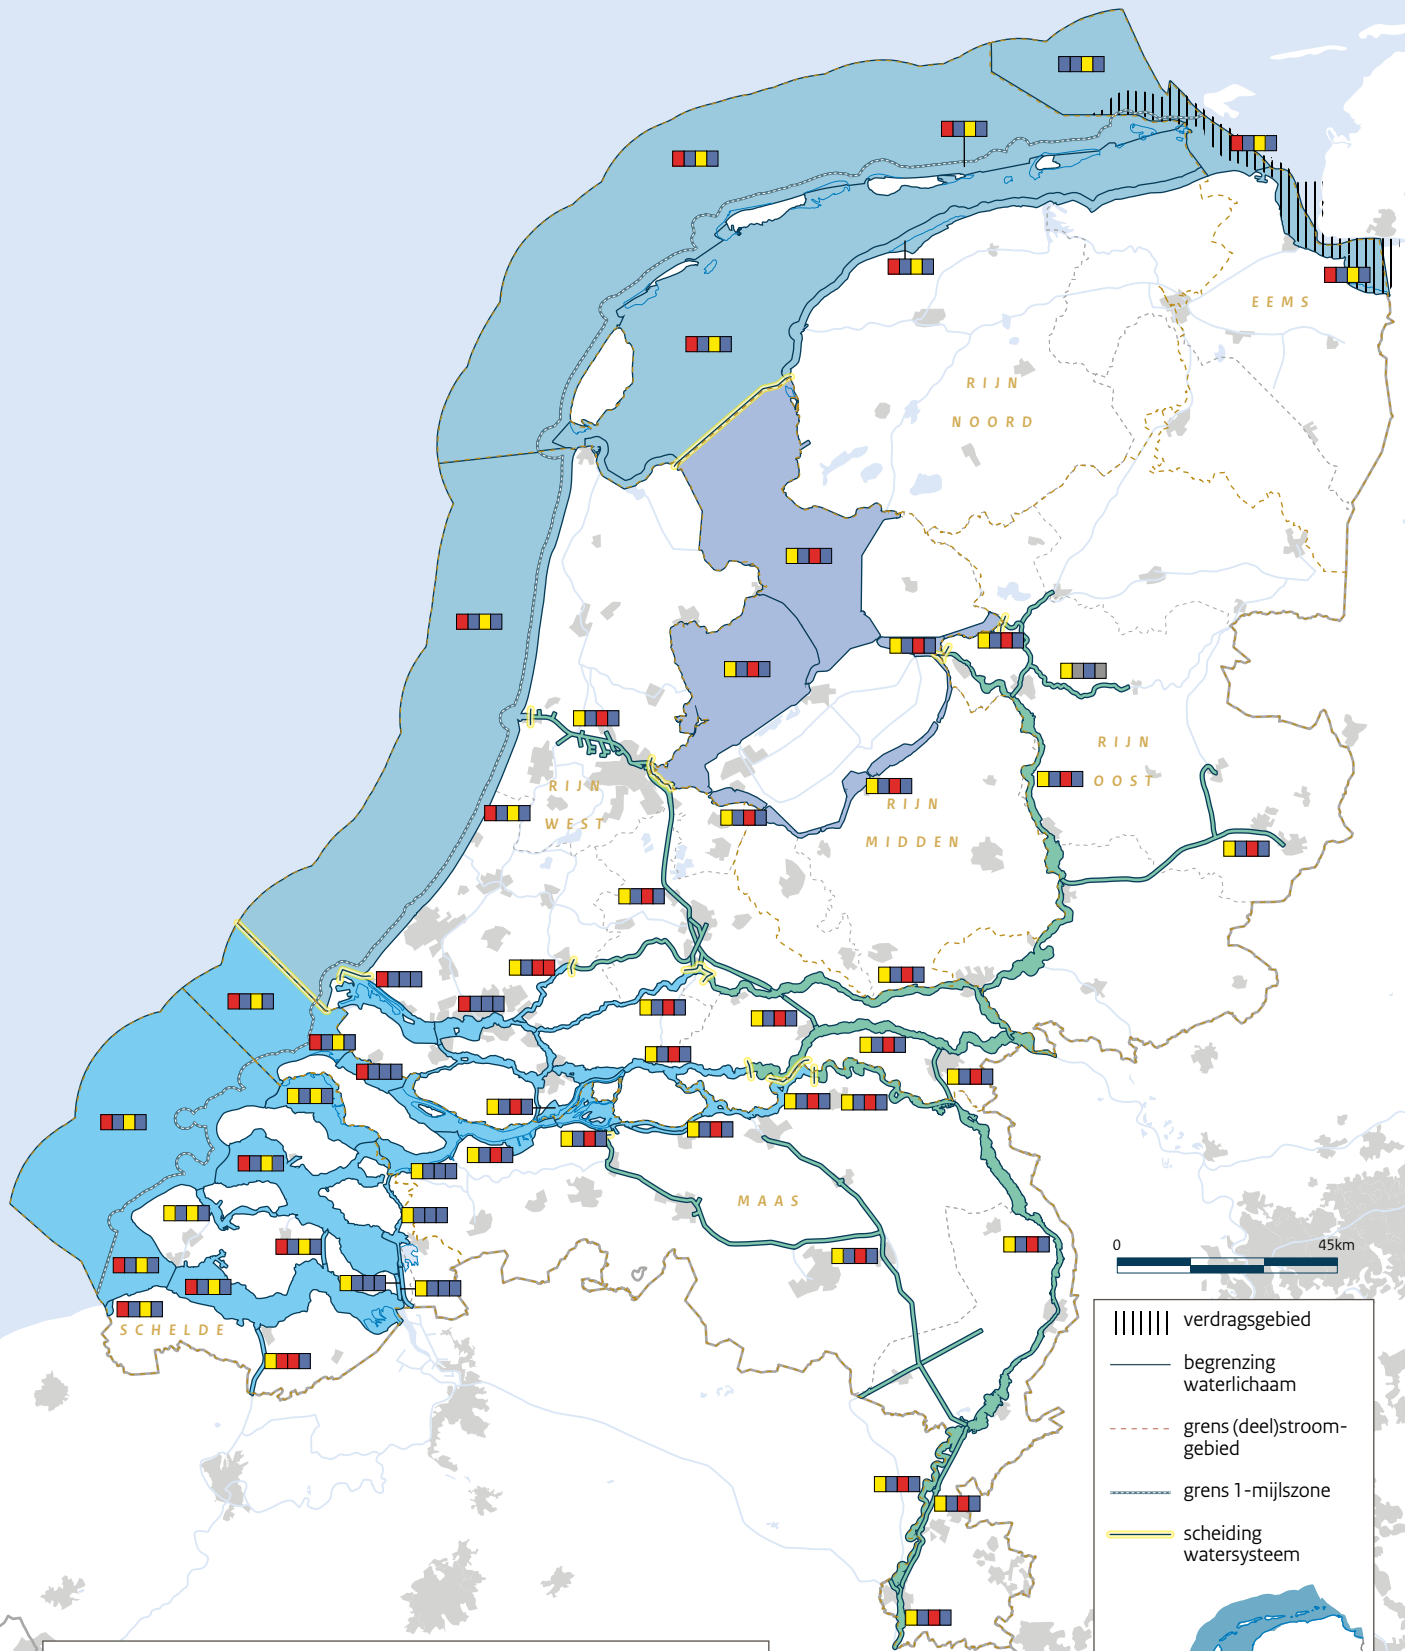 EEMS
RIJN
NOORD
RIJN
OOST
RIJN
WEST
RIJN
MIDDEN
MAAS
SCHELDE
0 45km
verdragsgebied
begrenzing
waterlichaam
grens (deel)stroom-
gebied
grens 1-mijlszone
scheiding
watersysteem